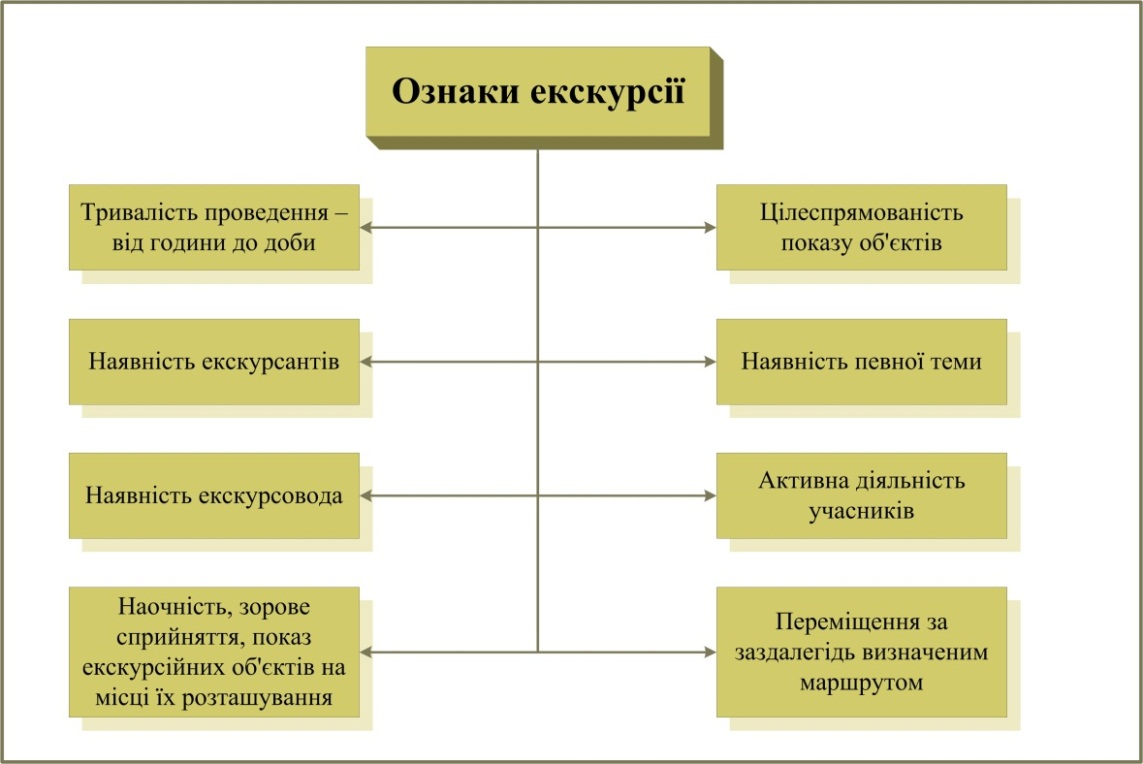 Ознаки екскурсії
Тривалість проведення –
від години до доби
Цілеспрямованість
показу об'єктів
Наявність екскурсантів
Наявність певної теми
Наявність екскурсовода
Активна діяльність
учасників
Наочність, зорове
сприйняття, показ
екскурсійних об'єктів на
місці їх розташування
Переміщення за
заздалегідь визначеним
маршрутом